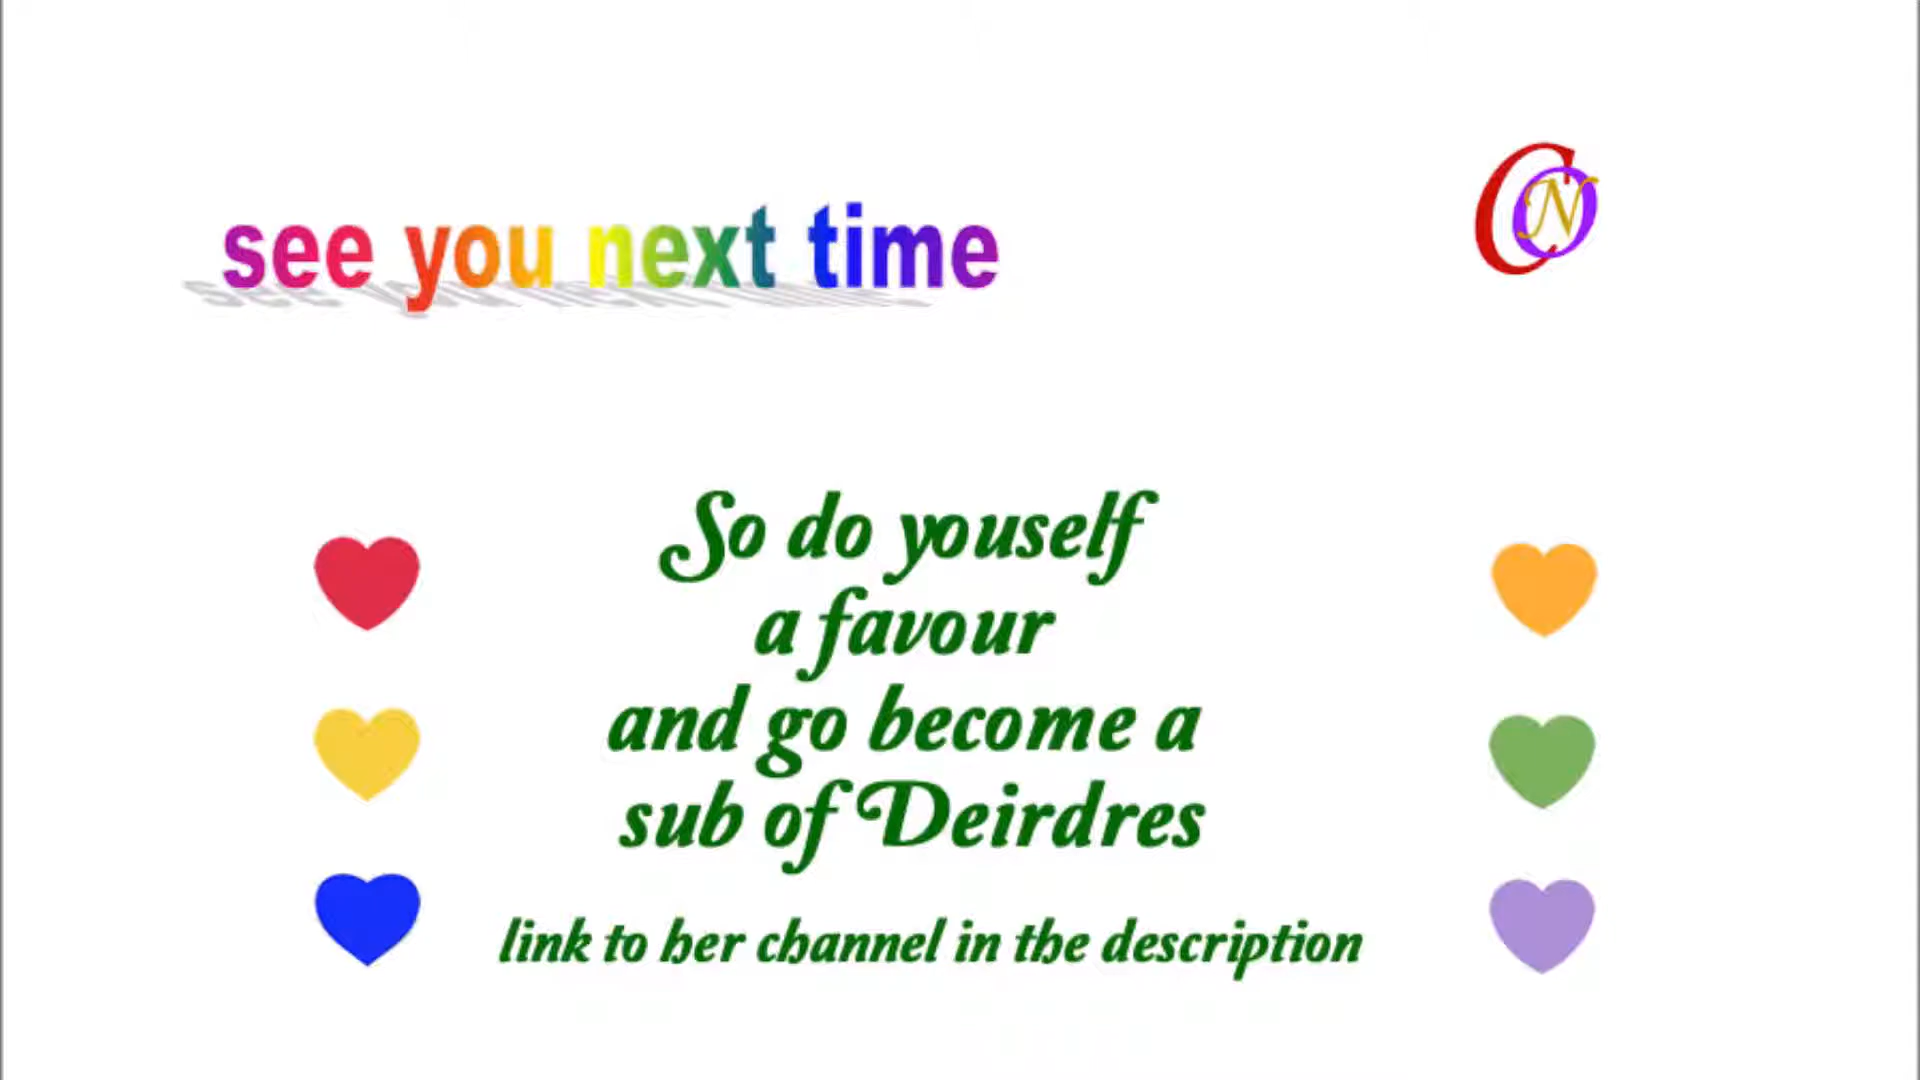 see you next time
CON
So do youself
a favour
and go become a
sub of Deirdres
link to her channel in the description